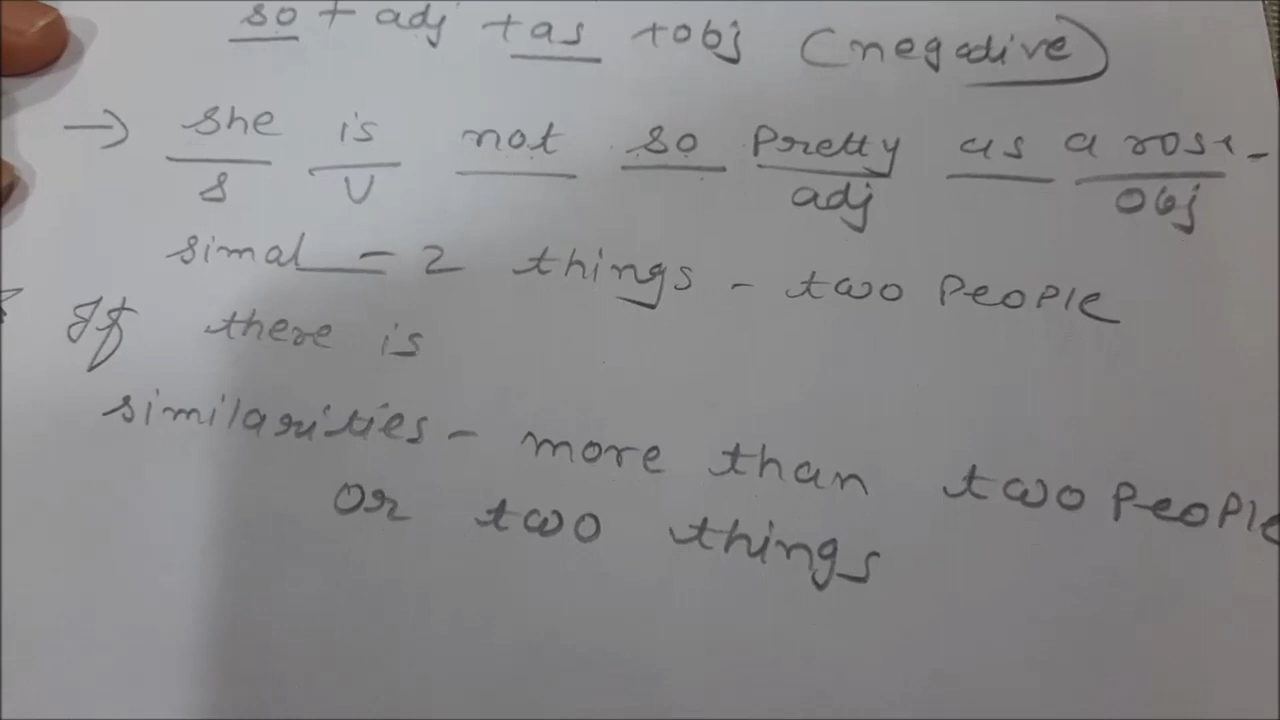 so + adj + as + obj (negative)
→ she is not so Pretty as a rose.
S V adj obj
simal - 2 things - two People
If there is
similarities - more than two People
or two things